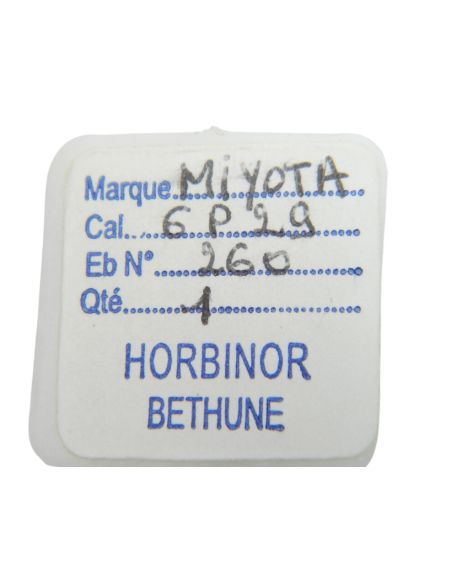 Marque MiYOTA
Cal. 6P29
Eb N° 260
Qté 1
HORBINOR
BETHUNE